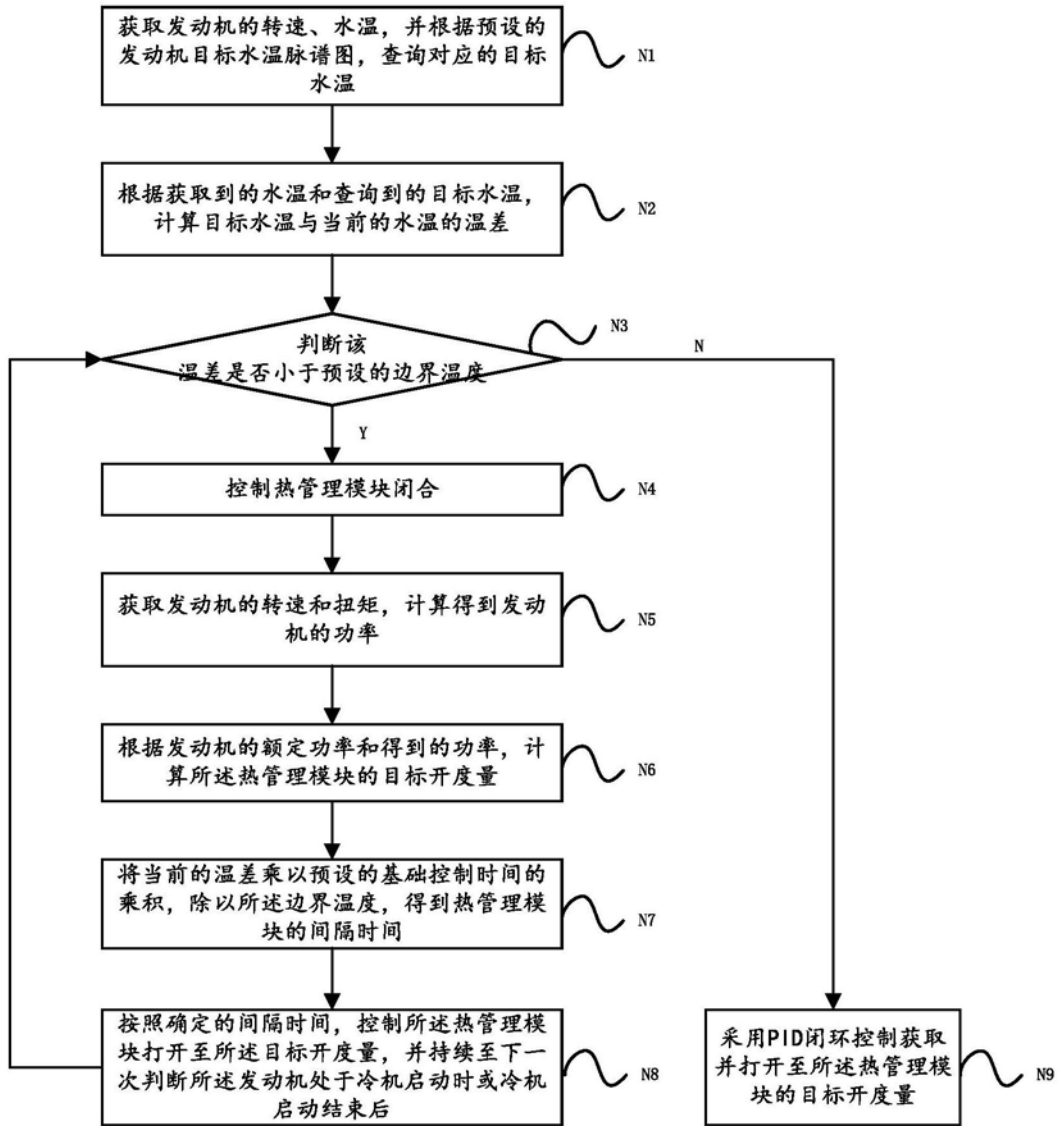 获取发动机的转速、水温，并根据预设的
发动机目标水温脉谱图，查询对应的目标
水温
N1
根据获取到的水温和查询到的目标水温，
计算目标水温与当前的水温的温差
N2
判断该
温差是否小于预设的边界温度
N3
N
Y
控制热管理模块闭合
N4
获取发动机的转速和扭矩，计算得到发动
机的功率
N5
根据发动机的额定功率和得到的功率，计
算所述热管理模块的目标开度量
N6
将当前的温差乘以预设的基础控制时间的
乘积，除以所述边界温度，得到热管理模
块的间隔时间
N7
按照确定的间隔时间，控制所述热管理模
块打开至所述目标开度量，并持续至下一
次判断所述发动机处于冷机启动时或冷机
启动结束后
N8
采用PID闭环控制获取
并打开至所述热管理模
块的目标开度量
N9